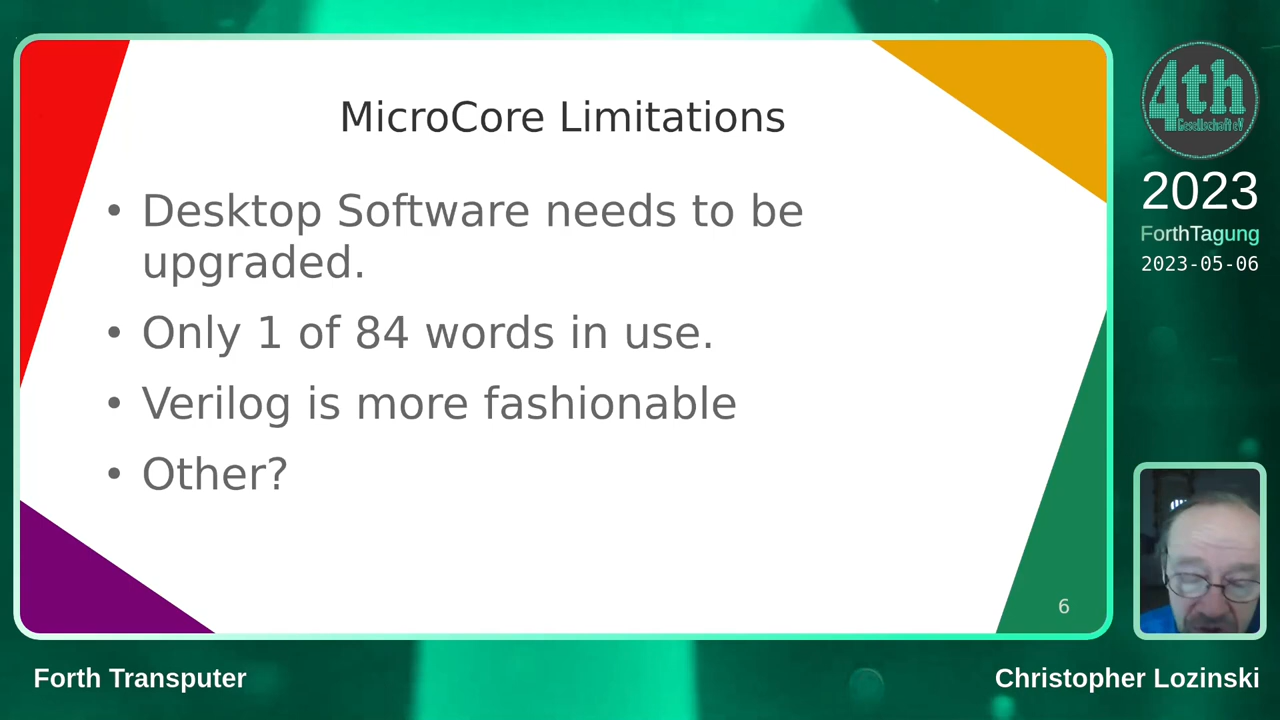 MicroCore Limitations
• Desktop Software needs to be
upgraded.
• Only 1 of 84 words in use.
• Verilog is more fashionable
• Other?
6
4th
Gesellschaft eV
2023
ForthTagung
2023-05-06
Forth Transputer
Christopher Lozinski